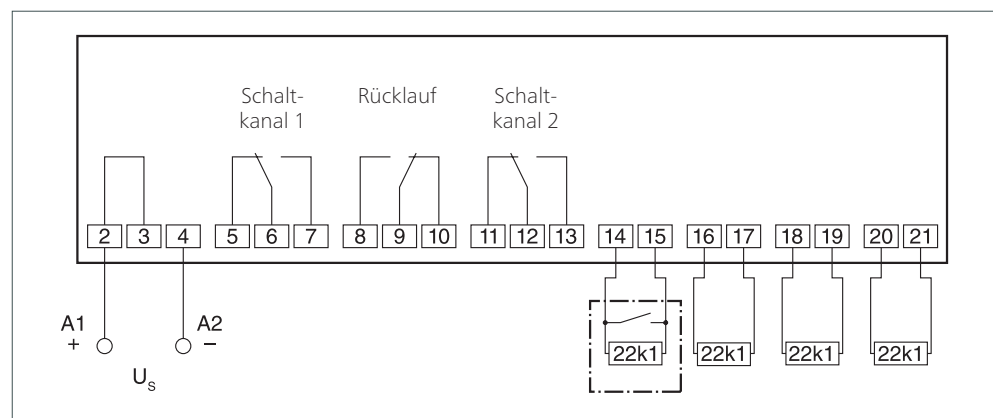 Schalt-
kanal 1
Rücklauf
Schalt-
kanal 2
2 3 4 5 6 7 8 9 10 11 12 13 14 15 16 17 18 19 20 21
A1
+
A2
–
U_S
22k1 22k1 22k1 22k1